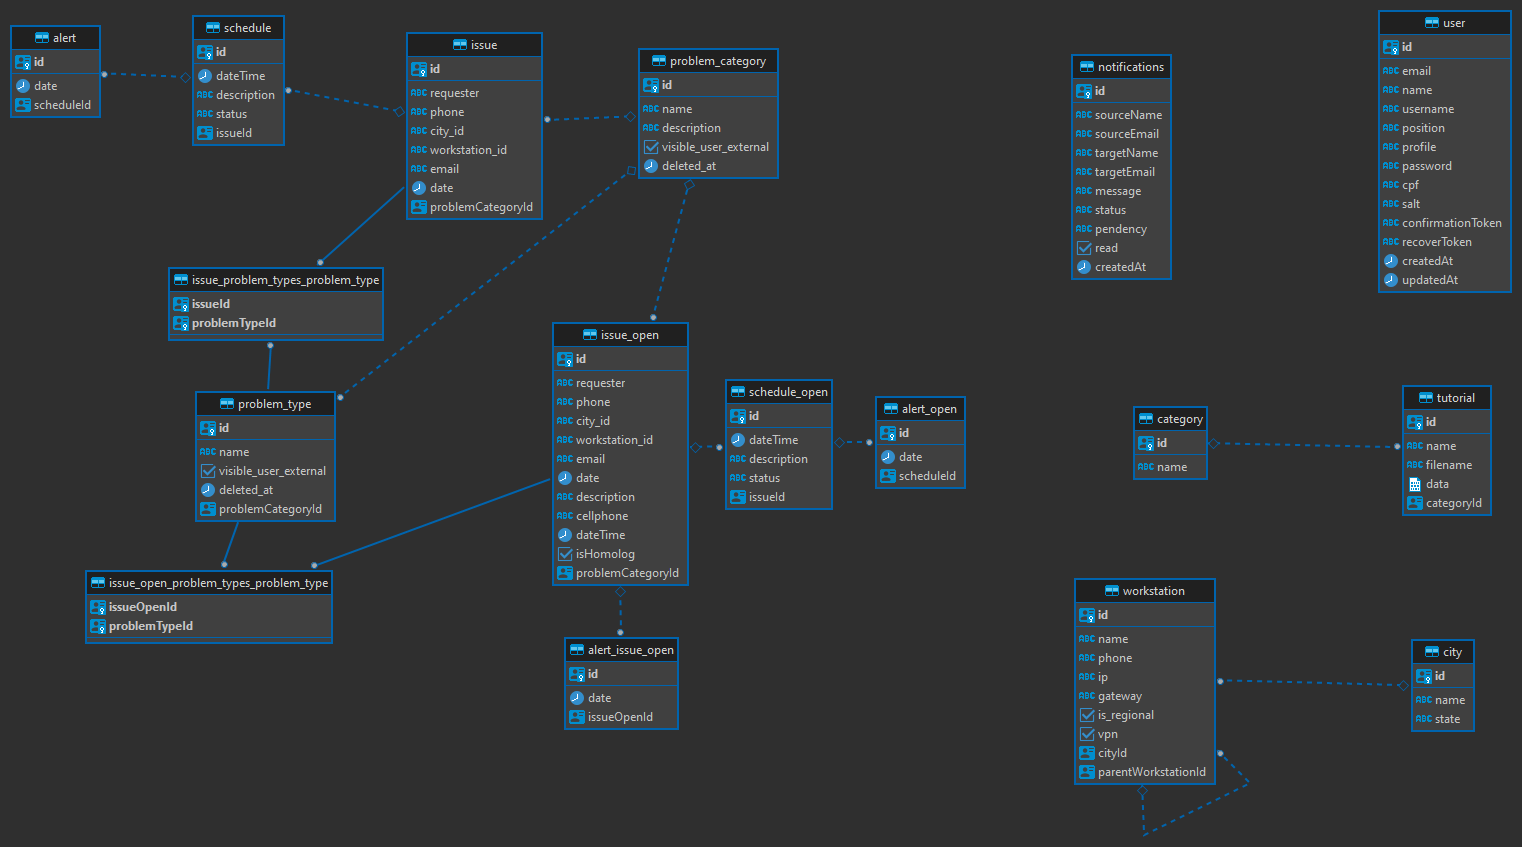 alert
id
date
scheduleId
schedule
id
dateTime
description
status
issueId
issue
id
requester
phone
city_id
workstation_id
email
date
problemCategoryId
problem_category
id
name
description
visible_user_external
deleted_at
notifications
id
sourceName
sourceEmail
targetName
targetEmail
message
status
pendency
read
createdAt
user
id
email
name
username
position
profile
password
cpf
salt
confirmationToken
recoverToken
createdAt
updatedAt
issue_problem_types_problem_type
issueId
problemTypeId
problem_type
id
name
visible_user_external
deleted_at
problemCategoryId
issue_open
id
requester
phone
city_id
workstation_id
email
date
description
cellphone
dateTime
isHomolog
problemCategoryId
schedule_open
id
dateTime
description
status
issueId
alert_open
id
date
scheduleId
category
id
name
tutorial
id
name
filename
data
categoryId
issue_open_problem_types_problem_type
issueOpenId
problemTypeId
alert_issue_open
id
date
issueOpenId
workstation
id
name
phone
ip
gateway
is_regional
vpn
cityId
parentWorkstationId
city
id
name
state